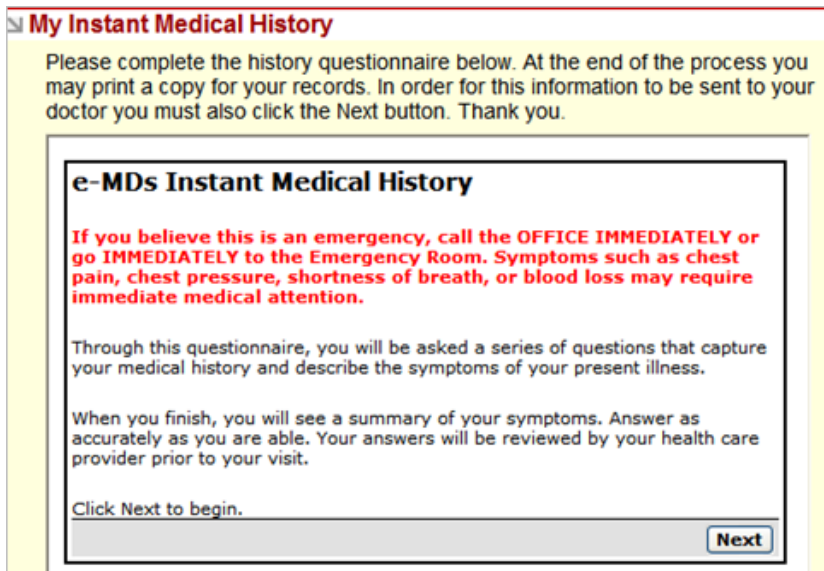 My Instant Medical History
Please complete the history questionnaire below. At the end of the process you
may print a copy for your records. In order for this information to be sent to your
doctor you must also click the Next button. Thank you.
e-MDs Instant Medical History
If you believe this is an emergency, call the OFFICE IMMEDIATELY or
go IMMEDIATELY to the Emergency Room. Symptoms such as chest
pain, chest pressure, shortness of breath, or blood loss may require
immediate medical attention.
Through this questionnaire, you will be asked a series of questions that capture
your medical history and describe the symptoms of your present illness.
When you finish, you will see a summary of your symptoms. Answer as
accurately as you are able. Your answers will be reviewed by your health care
provider prior to your visit.
Click Next to begin.
Next